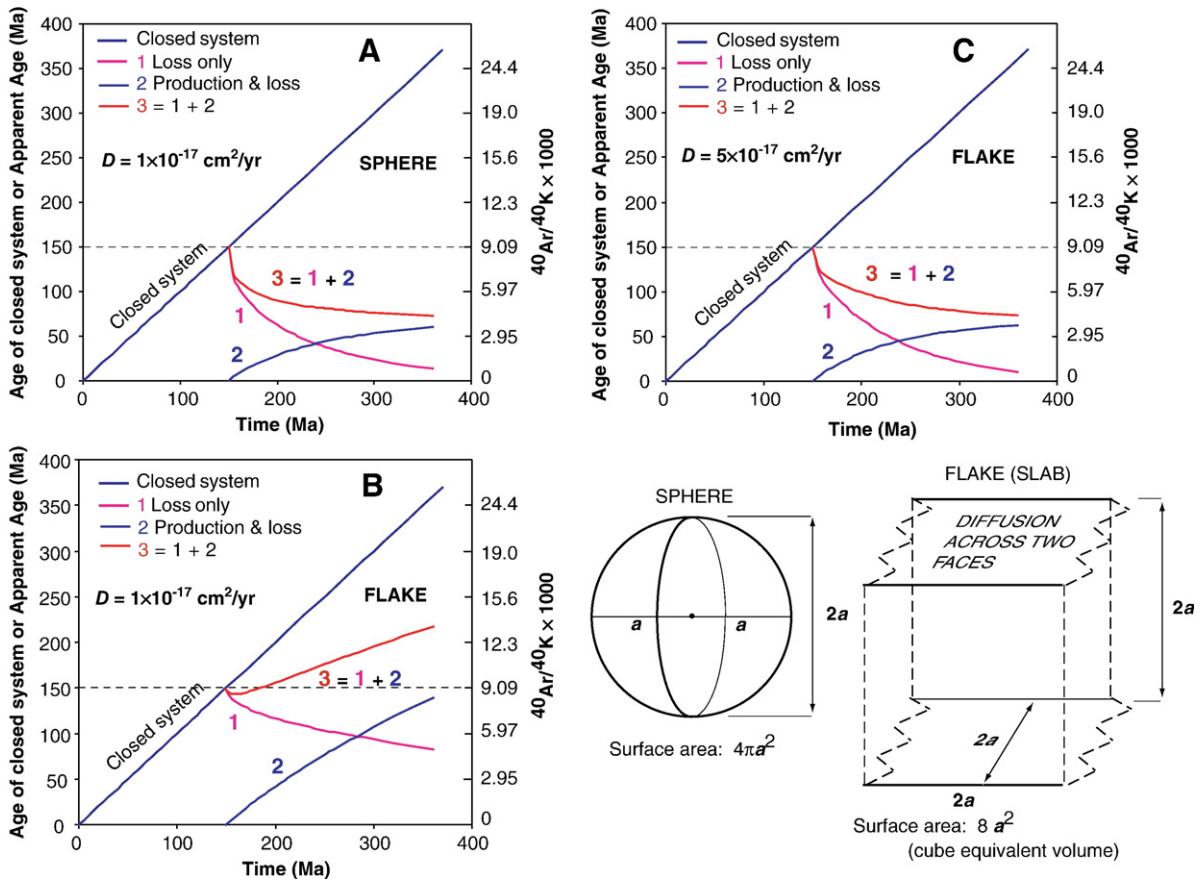 A
Age of closed system or Apparent Age (Ma)
400
350
300
250
200
150
100
50
0
Closed system
1 Loss only
2 Production & loss
3 = 1 + 2
D = 1×10⁻¹⁷ cm²/yr
SPHERE
Closed system
3 = 1 + 2
1
2
24.4
19.0
15.6
12.3
9.09
5.97
2.95
0
⁴⁰Ar/⁴⁰K × 1000
0 100 200 300 400
Time (Ma)
C
Age of closed system or Apparent Age (Ma)
400
350
300
250
200
150
100
50
0
Closed system
1 Loss only
2 Production & loss
3 = 1 + 2
D = 5×10⁻¹⁷ cm²/yr
FLAKE
Closed system
3 = 1 + 2
1
2
24.4
19.0
15.6
12.3
9.09
5.97
2.95
0
⁴⁰Ar/⁴⁰K × 1000
0 100 200 300 400
Time (Ma)
B
Age of closed system or Apparent Age (Ma)
400
350
300
250
200
150
100
50
0
Closed system
1 Loss only
2 Production & loss
3 = 1 + 2
D = 1×10⁻¹⁷ cm²/yr
FLAKE
Closed system
3 = 1 + 2
1
2
24.4
19.0
15.6
13.3
9.09
5.97
2.95
0
⁴⁰Ar/⁴⁰K × 1000
0 100 200 300 400
Time (Ma)
SPHERE
a a
2a
Surface area: 4πa²
FLAKE (SLAB)
DIFFUSION
ACROSS TWO
FACES
2a
2a
2a
Surface area: 8 a²
(cube equivalent volume)